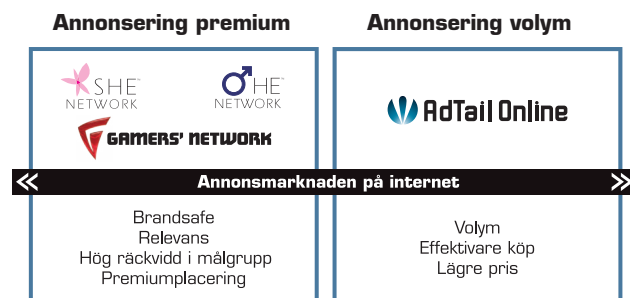 Annonsering premium
SHE
NETWORK
HE
NETWORK
GAMERS' NETWORK
Annonsering volym
AdTail Online
« Annonsmarknaden på internet »
Brandsafe
Relevans
Hög räckvidd i målgrupp
Premiumplacering
Volym
Effektivare köp
Lägre pris